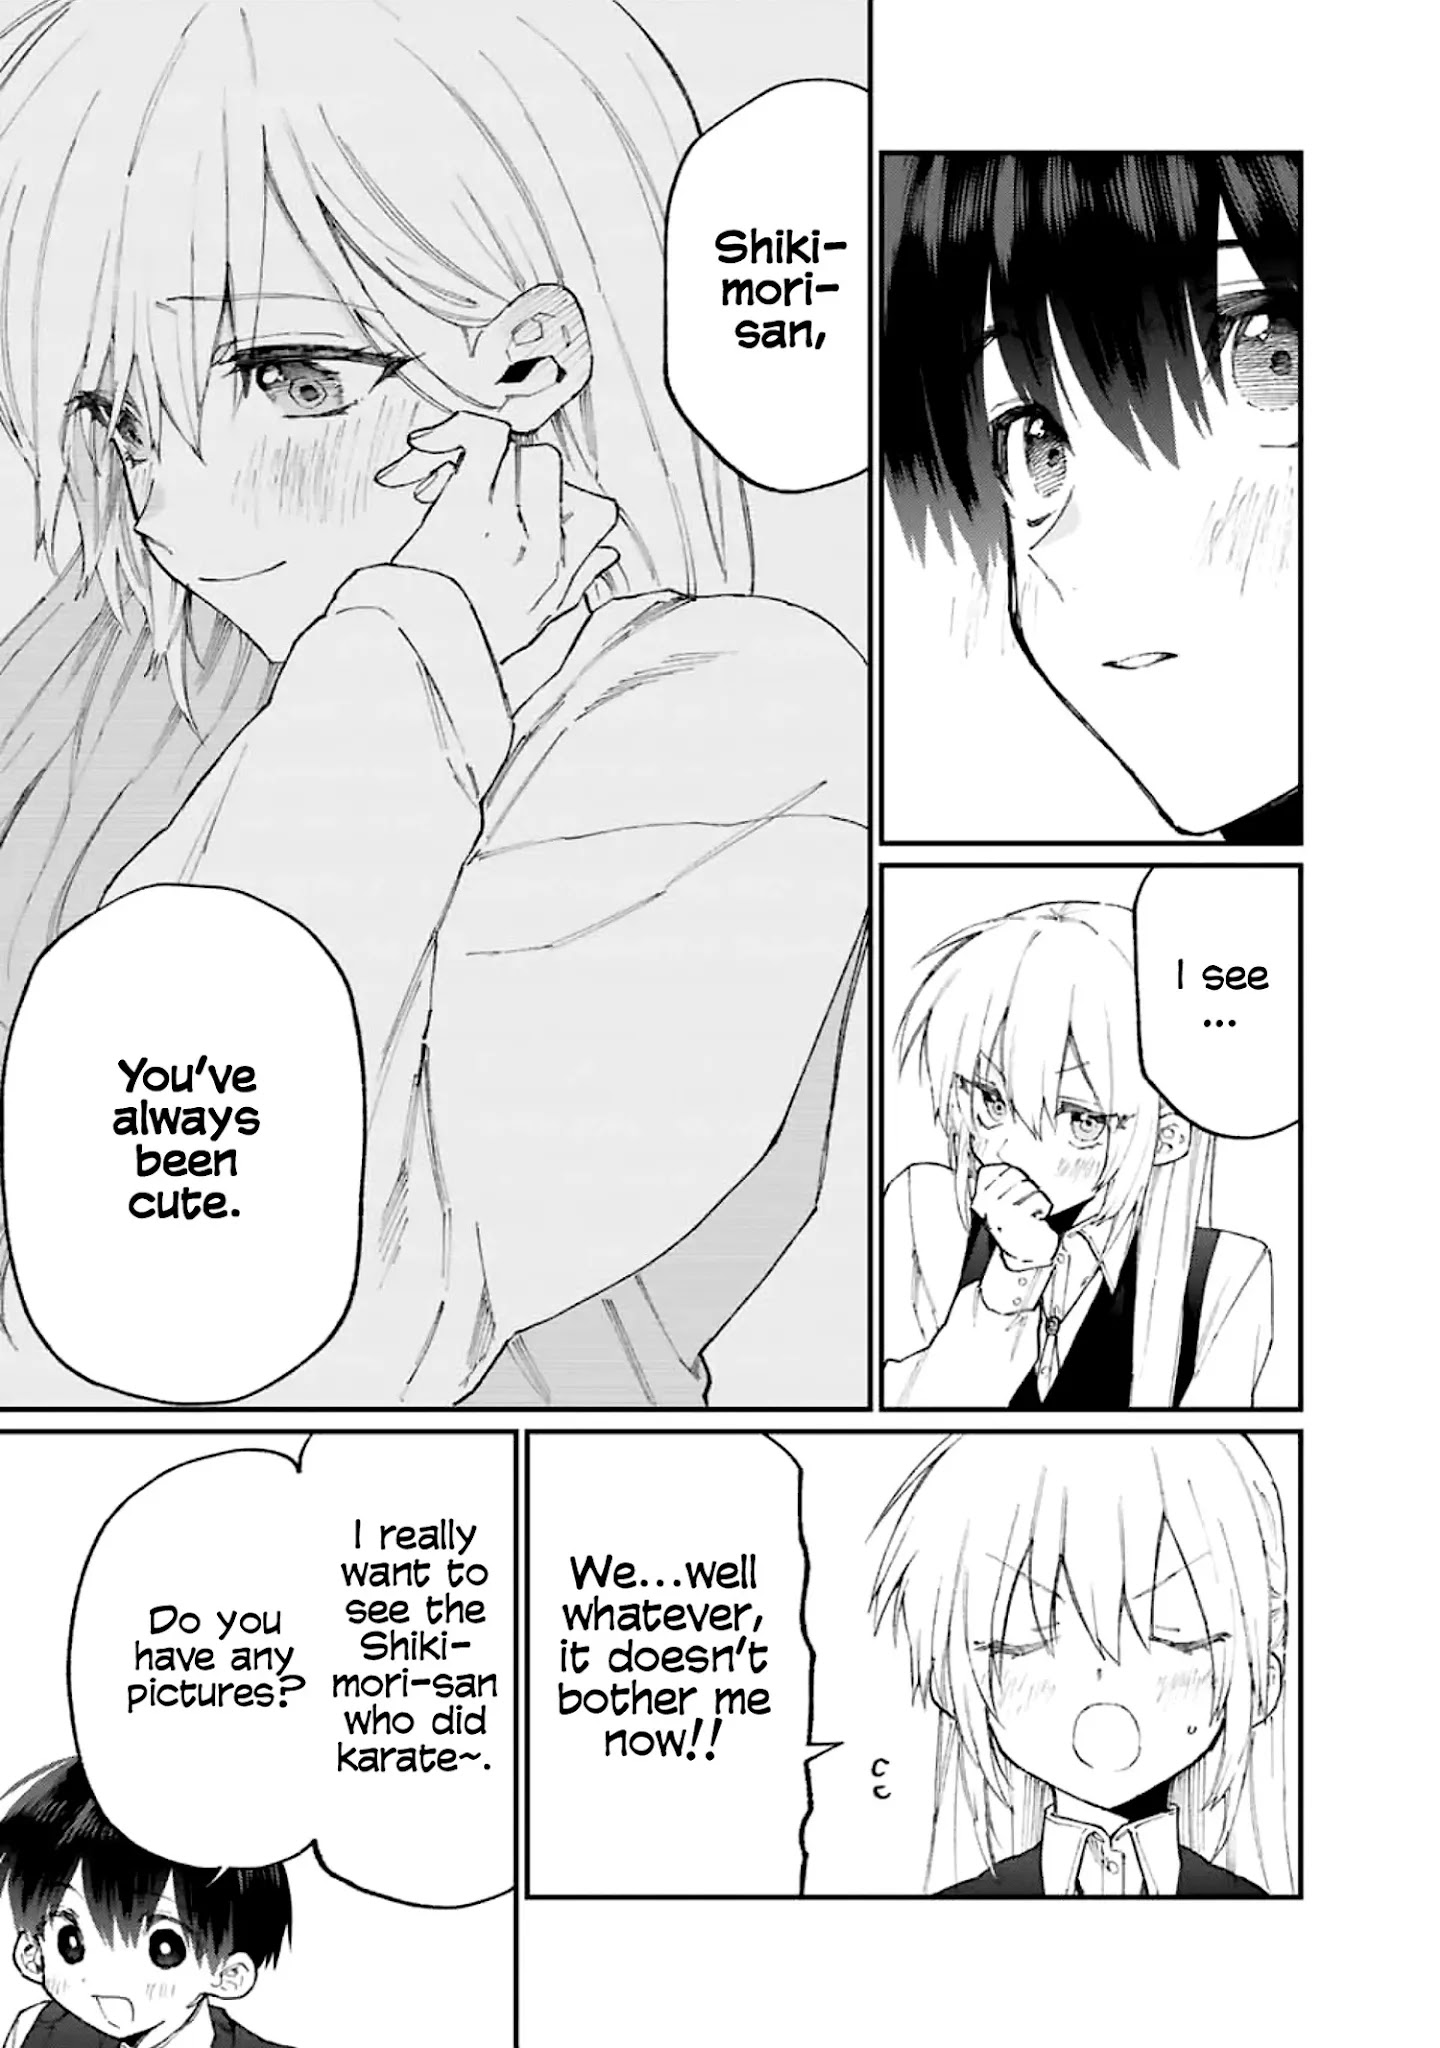 I see
...
Shiki-
mori-
san,
You've
always
been
cute.
We...well
whatever,
it doesn't
bother me
now!!
I really
want to
see the
Shiki-
mori-san
who did
karate~.
Do you
have any
pictures?